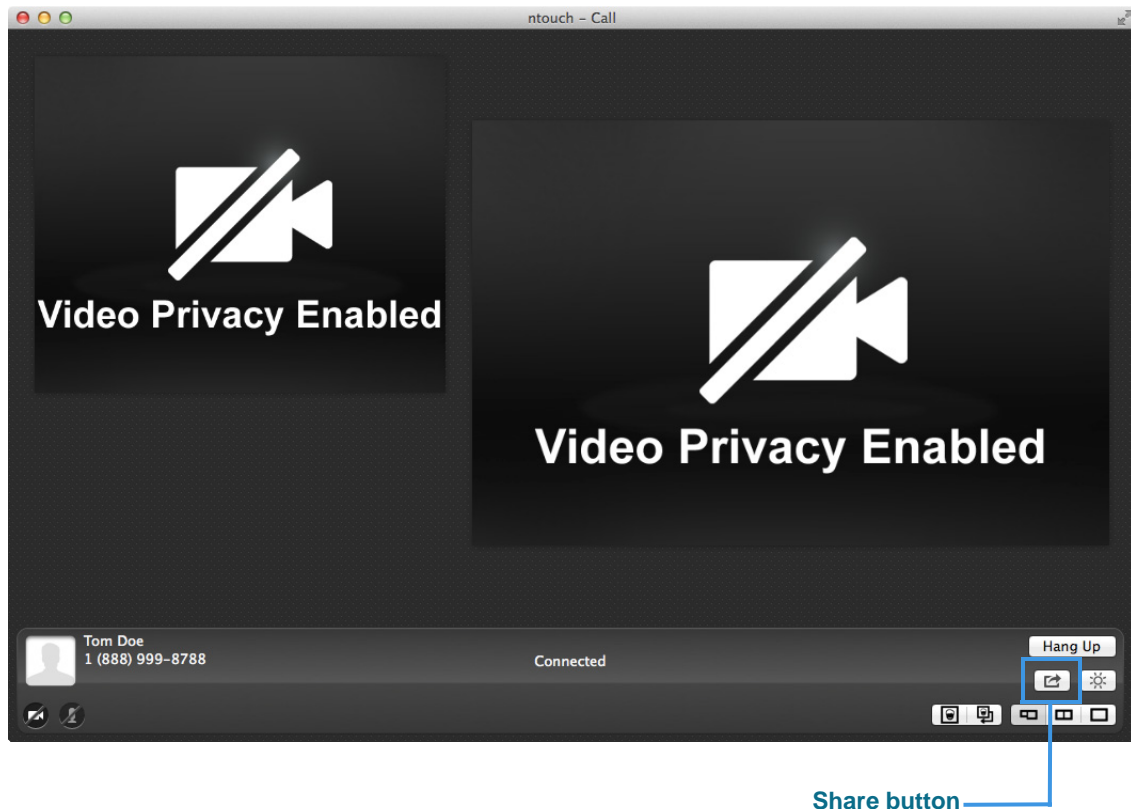 ntouch – Call
Video Privacy Enabled
Video Privacy Enabled
Tom Doe
1 (888) 999–8788
Connected
Hang Up
Share button